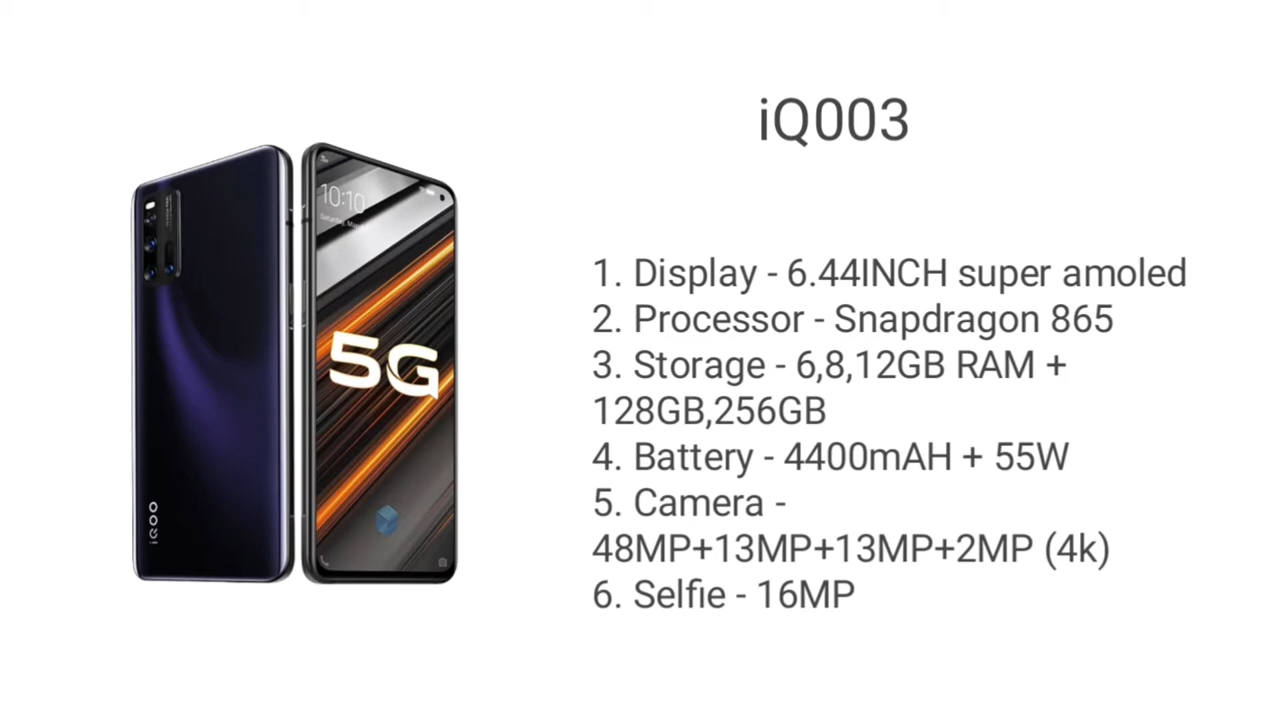 iQ003
10:10
5G
iQOO
1. Display - 6.44INCH super amoled
2. Processor - Snapdragon 865
3. Storage - 6,8,12GB RAM +
128GB,256GB
4. Battery - 4400mAH + 55W
5. Camera -
48MP+13MP+13MP+2MP (4k)
6. Selfie - 16MP